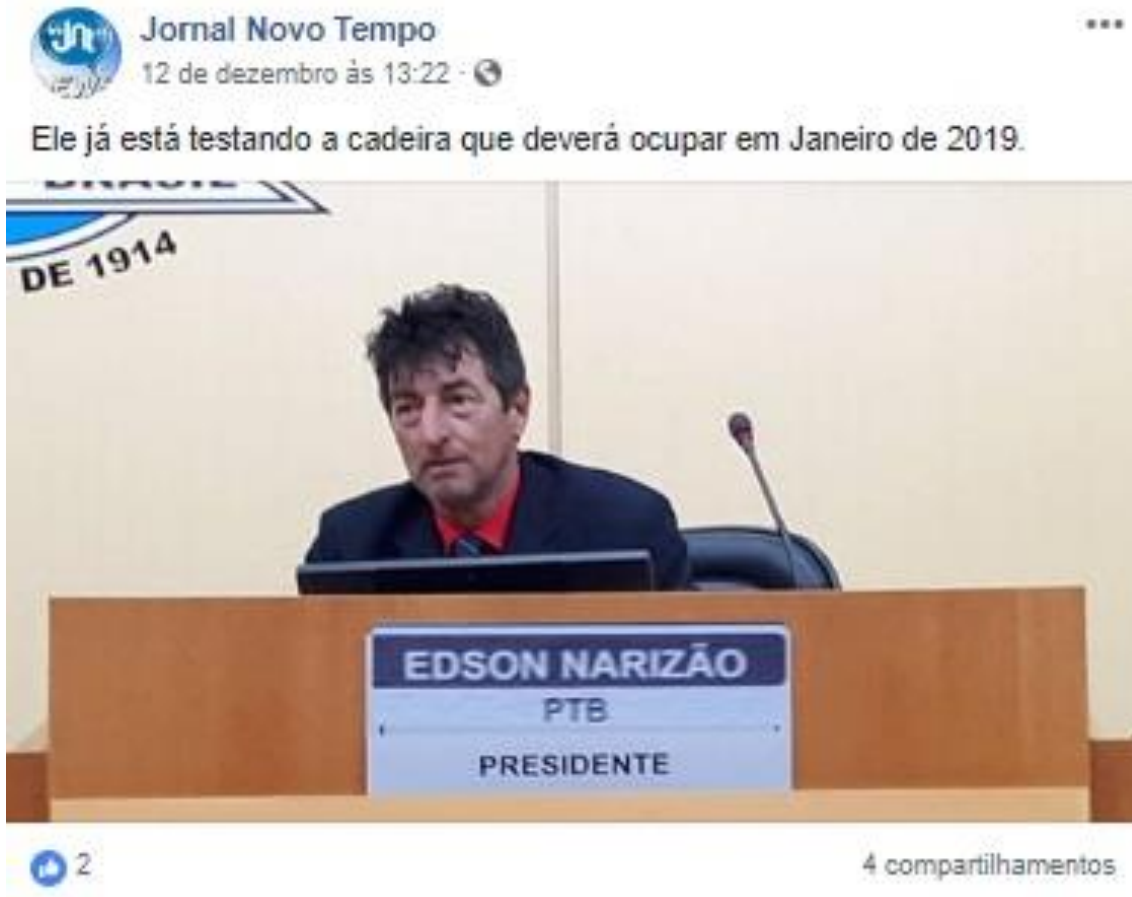 Jornal Novo Tempo
12 de dezembro às 13:22
Ele já está testando a cadeira que deverá ocupar em Janeiro de 2019.
BRASIL
DE 1914
EDSON NARIZÃO
PTB
PRESIDENTE
2
4 compartilhamentos